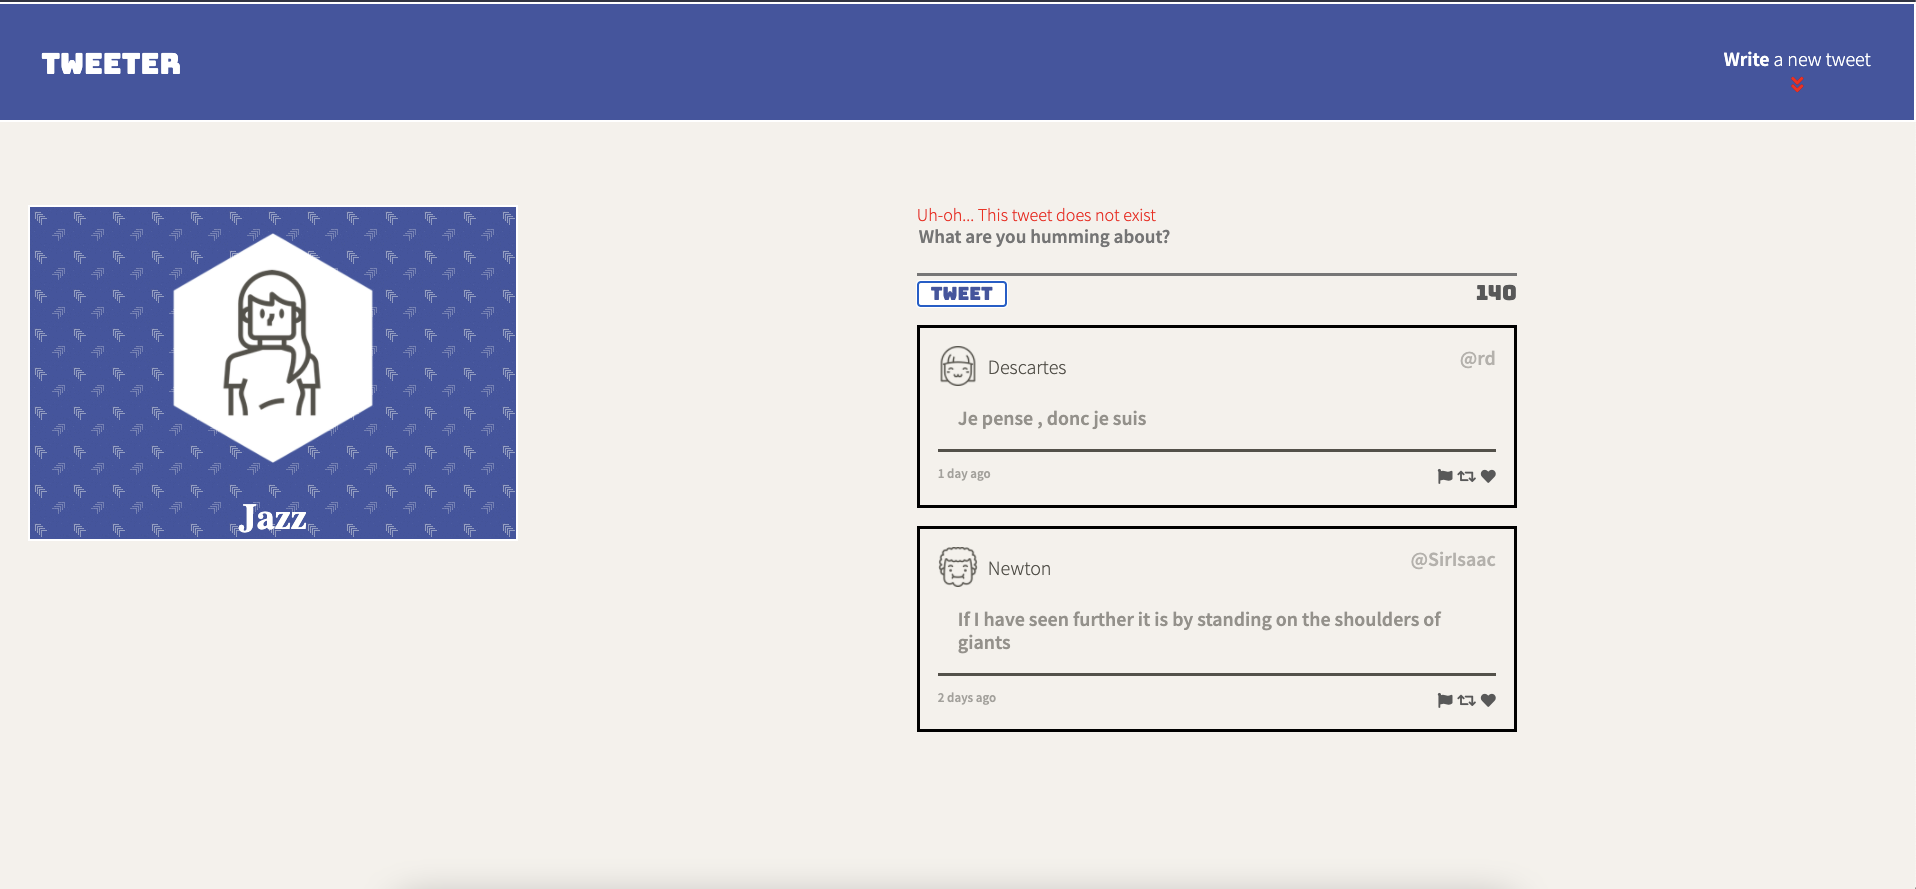 TWEETER
Write a new tweet
Jazz
Uh-oh... This tweet does not exist
What are you humming about?
TWEET
140
Descartes
@rd
Je pense , donc je suis
1 day ago
Newton
@SirIsaac
If I have seen further it is by standing on the shoulders of
giants
2 days ago